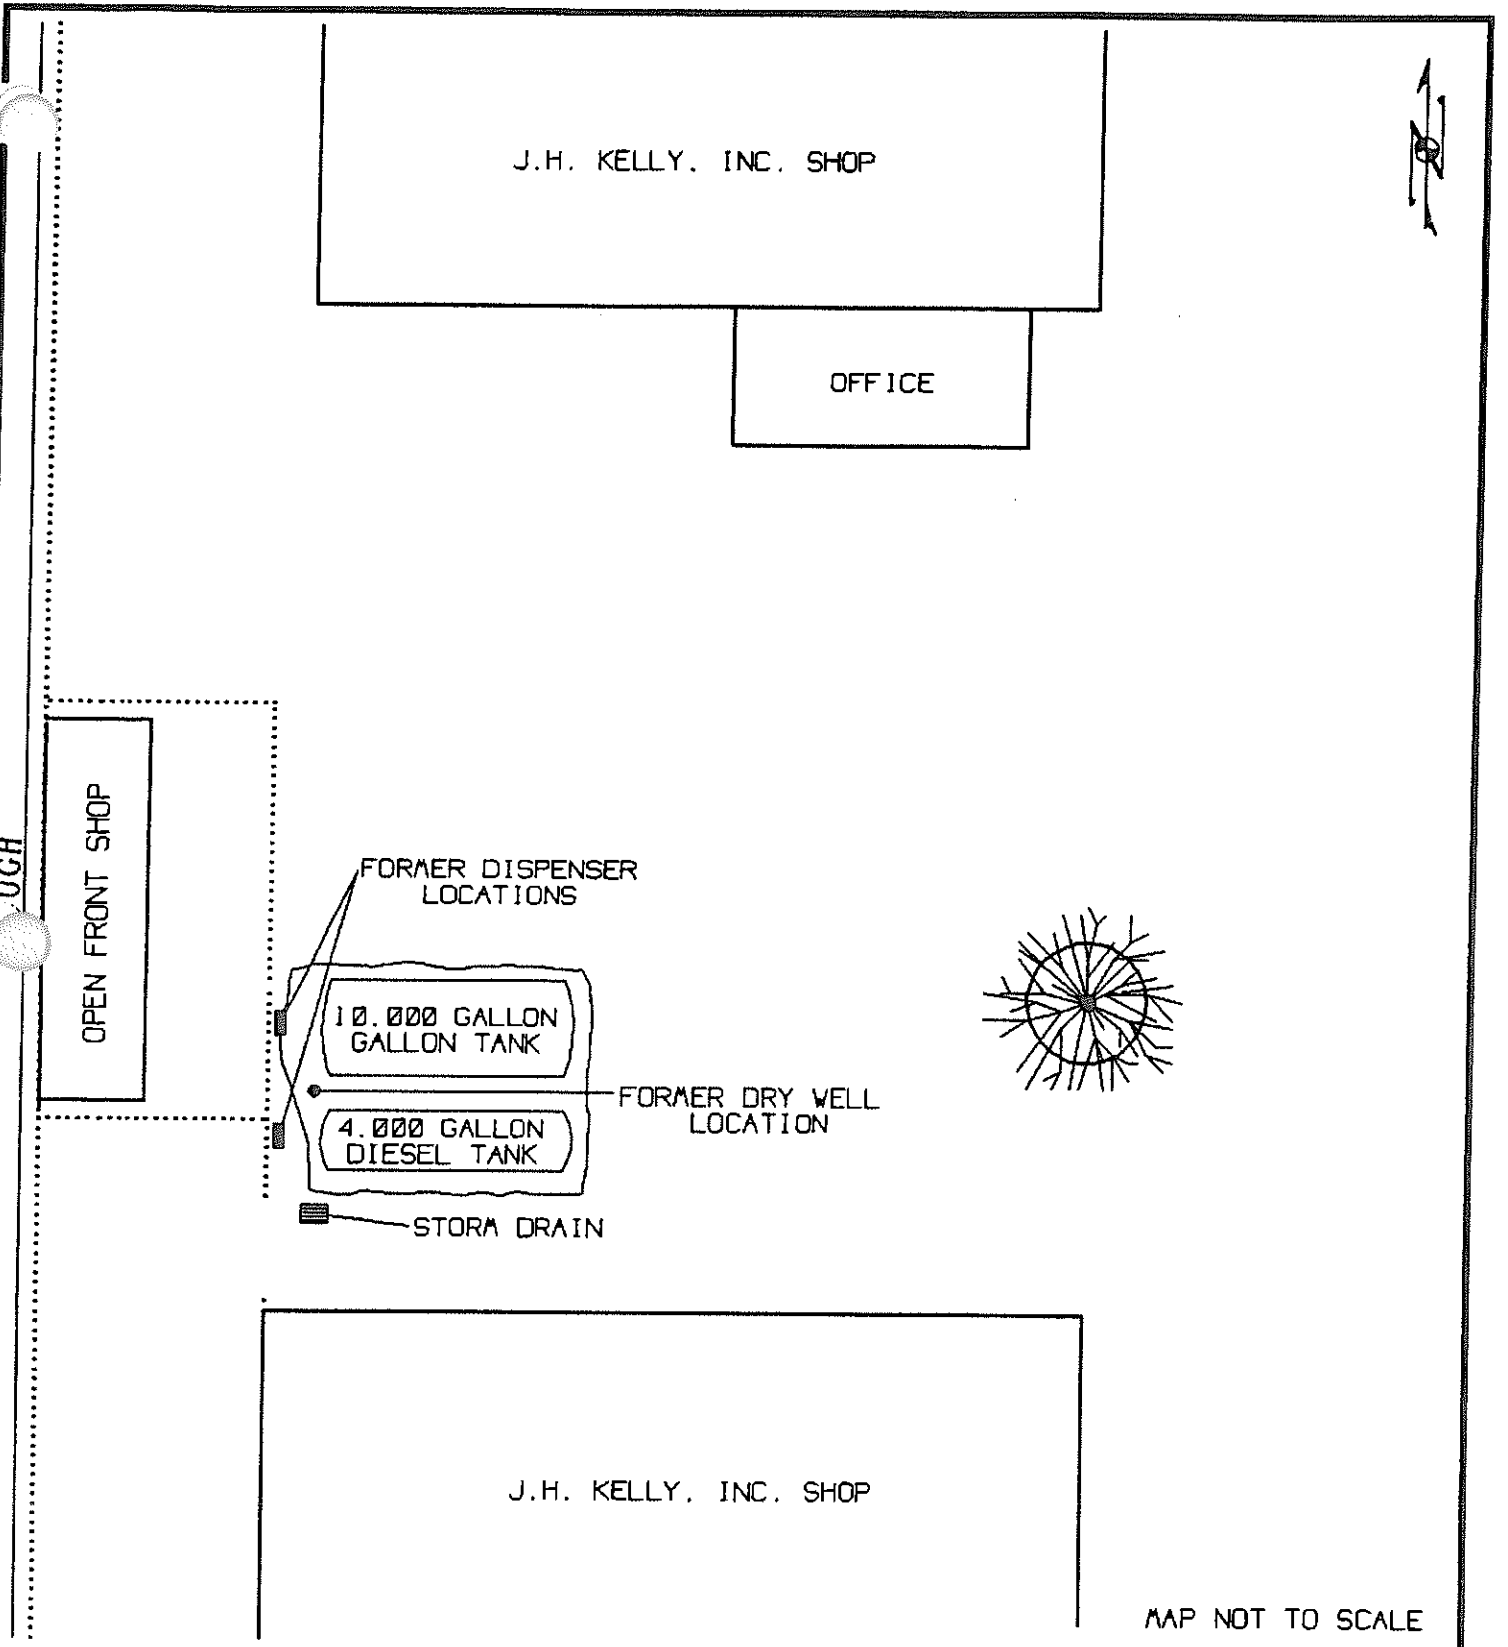 J.H. KELLY, INC. SHOP
OFFICE
OPEN FRONT SHOP
FORMER DISPENSER
LOCATIONS
10,000 GALLON
GALLON TANK
FORMER DRY WELL
LOCATION
4,000 GALLON
DIESEL TANK
STORM DRAIN
J.H. KELLY, INC. SHOP
MAP NOT TO SCALE